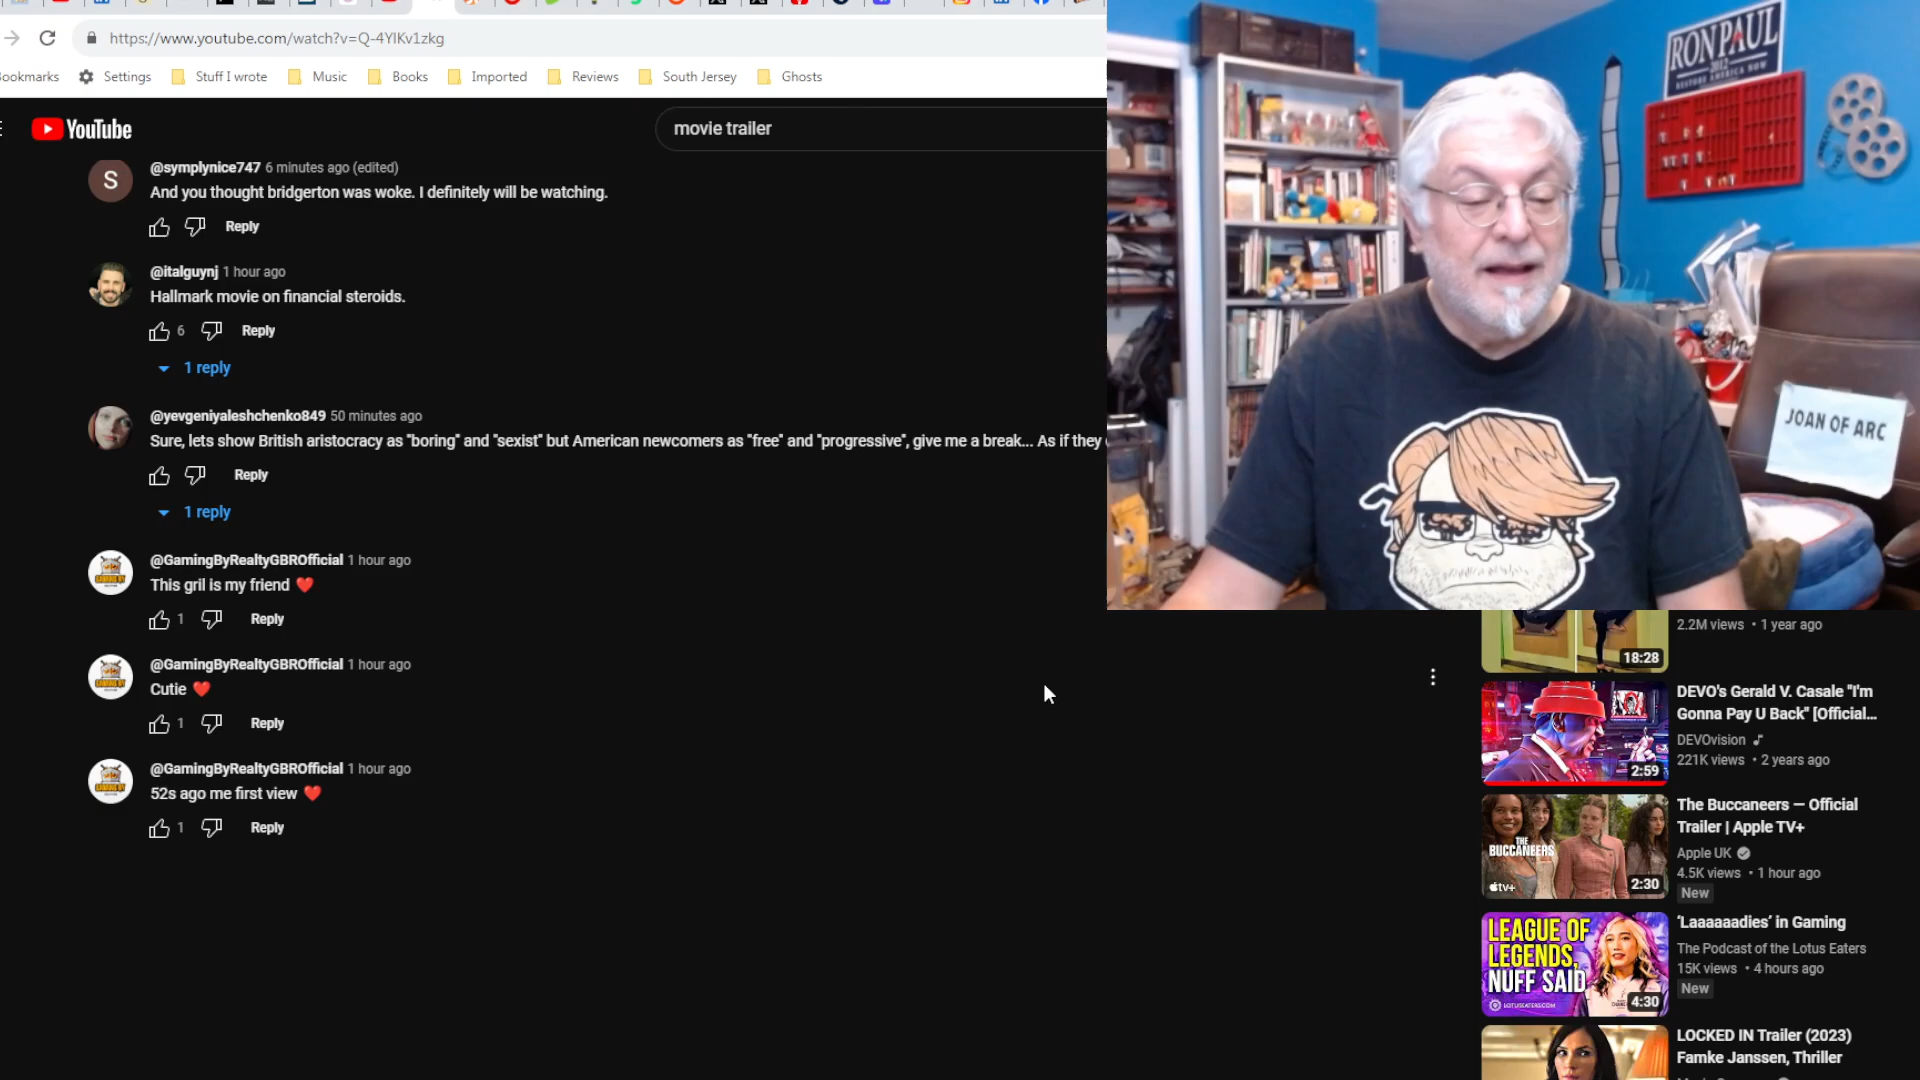 https://www.youtube.com/watch?v=Q-4YlKv1zkg
ookmarks Settings Stuff I wrote Music Books Imported Reviews South Jersey Ghosts
YouTube
movie trailer
S
@symplynice747 6 minutes ago (edited)
And you thought bridgerton was woke. I definitely will be watching.
Reply
@italguynj 1 hour ago
Hallmark movie on financial steroids.
6 Reply
1 reply
@yevgeniyaleshchenko849 50 minutes ago
Sure, lets show British aristocracy as "boring" and "sexist" but American newcomers as "free" and "progressive", give me a break... As if they
Reply
1 reply
@GamingByRealtyGBROfficial 1 hour ago
This gril is my friend ❤️
1 Reply
@GamingByRealtyGBROfficial 1 hour ago
Cutie ❤️
1 Reply
@GamingByRealtyGBROfficial 1 hour ago
52s ago me first view ❤️
1 Reply
RON PAUL
2012
RESTORE AMERICA NOW
JOAN OF ARC
2.2M views • 1 year ago
18:28
DEVO's Gerald V. Casale "I'm
Gonna Pay U Back" [Official...
DEVOvision
221K views • 2 years ago
2:59
The Buccaneers — Official
Trailer | Apple TV+
Apple UK
4.5K views • 1 hour ago
New
THE
BUCCANEERS
tv+
2:30
'Laaaaaadies' in Gaming
The Podcast of the Lotus Eaters
15K views • 4 hours ago
New
LEAGUE OF
LEGENDS,
NUFF SAID
LOTUSEATERS.COM
4:30
LOCKED IN Trailer (2023)
Famke Janssen, Thriller